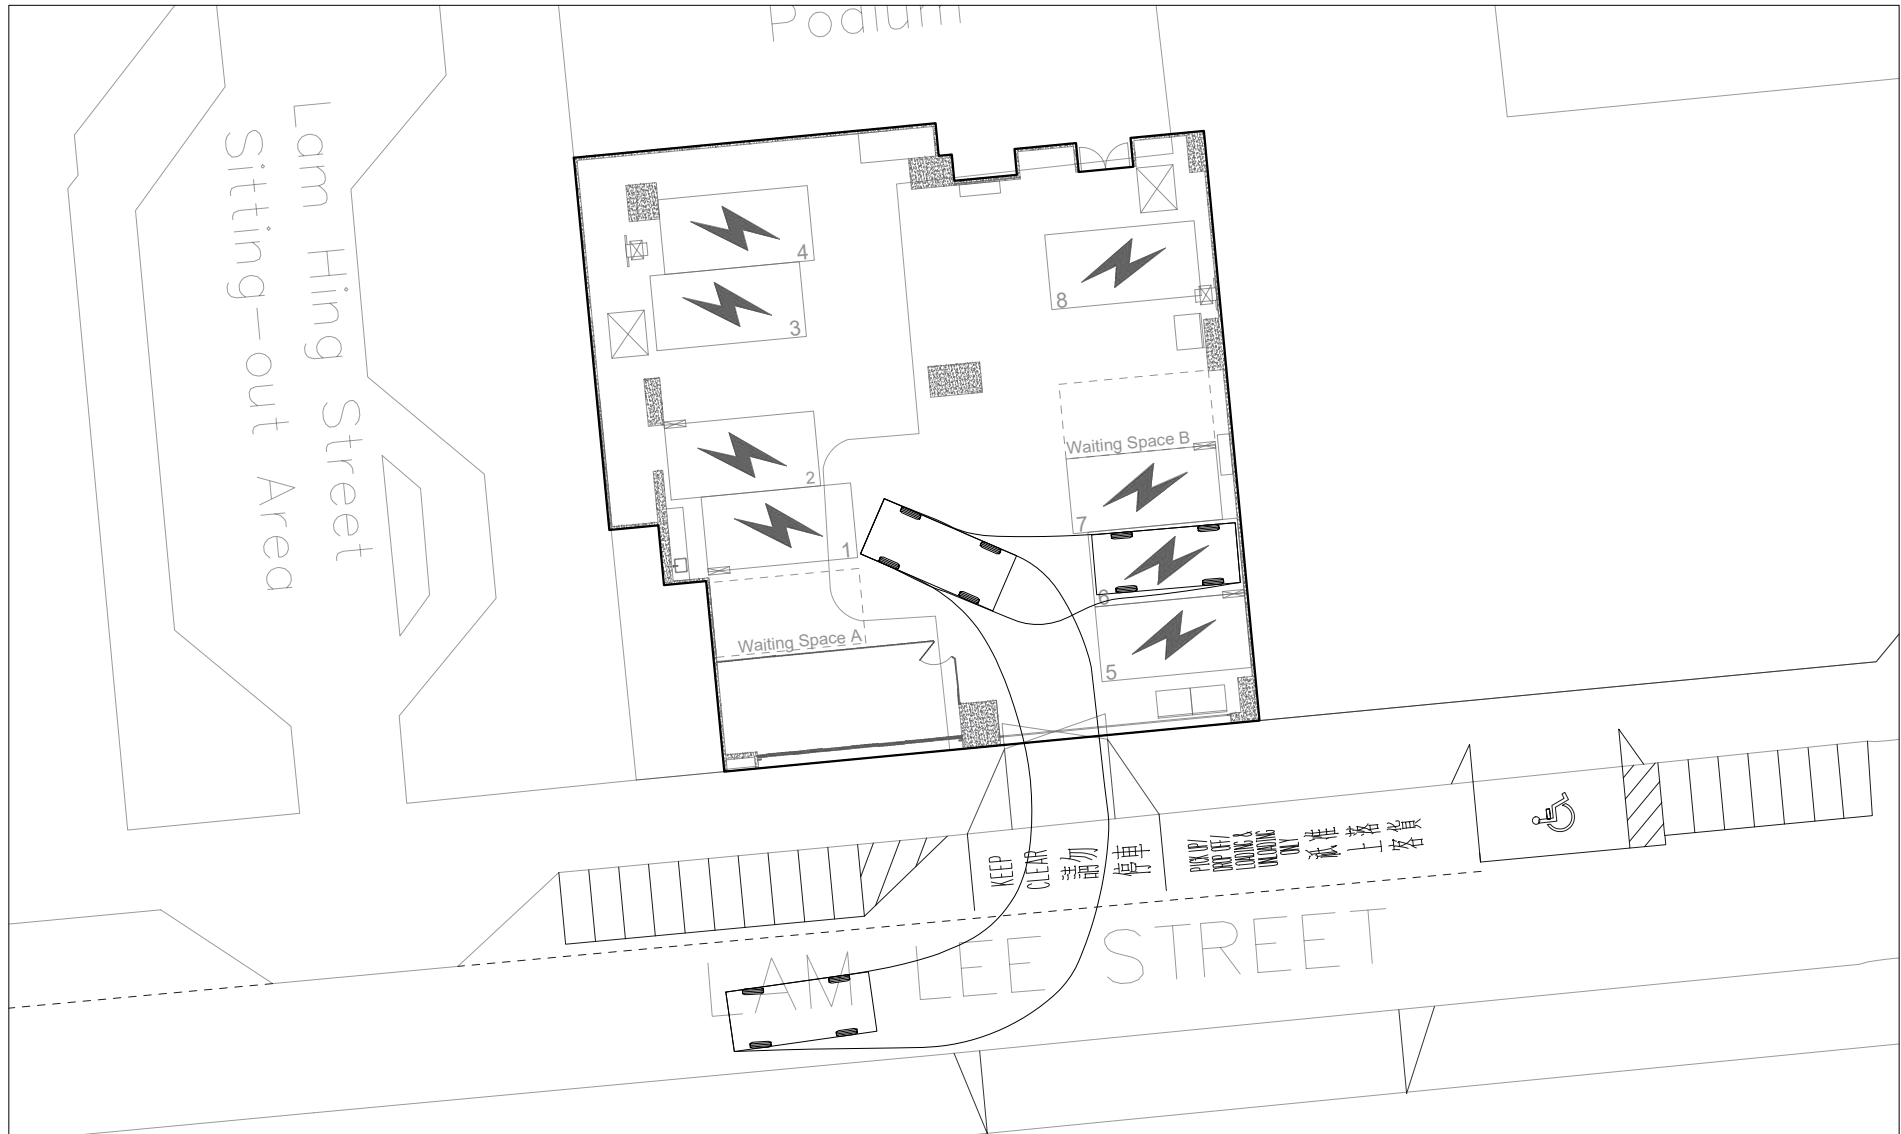 Podium
Lam Hing Street
Sitting-out Area
4
3
8
2
Waiting Space B
7
1
6
Waiting Space A
5
KEEP
CLEAR
請勿
停車
PICK UP/
DROP OFF/
LOADING &
UNLOADING
ONLY
祇准
上落
客貨
LAM LEE STREET